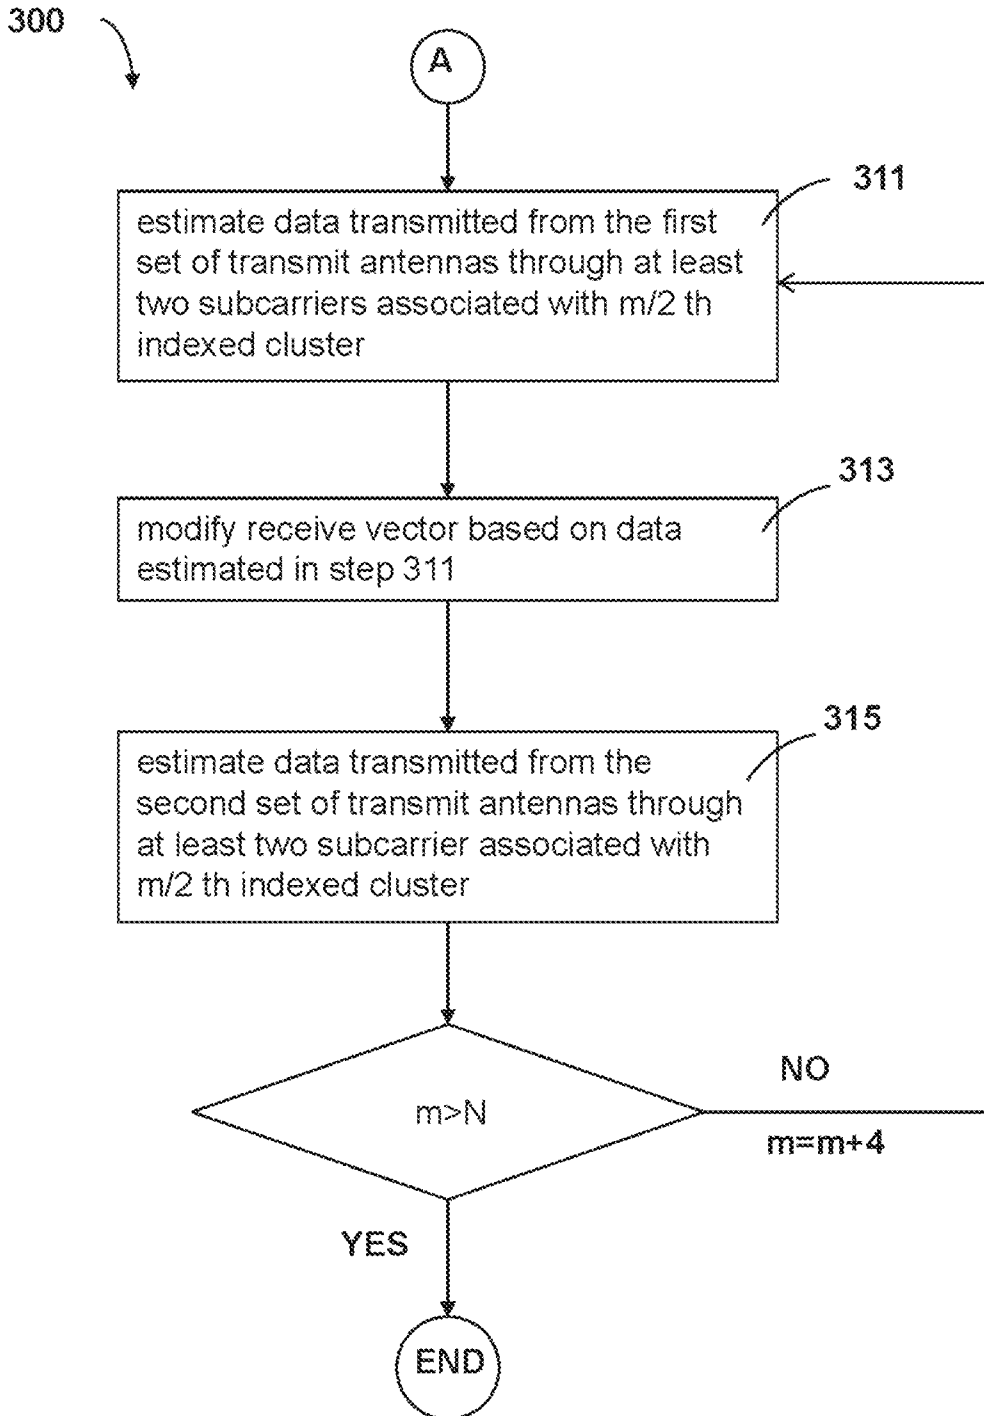 300
A
311
estimate data transmitted from the first
set of transmit antennas through at least
two subcarriers associated with m/2 th
indexed cluster
313
modify receive vector based on data
estimated in step 311
315
estimate data transmitted from the
second set of transmit antennas through
at least two subcarrier associated with
m/2 th indexed cluster
m>N
NO
m=m+4
YES
END